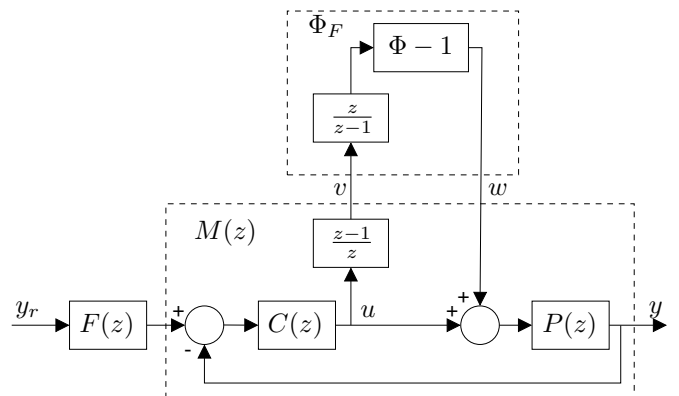 Φ_F
Φ − 1
z/(z−1)
v
w
M(z)
(z−1)/z
y_r
F(z)
+
-
C(z)
u
+
+
P(z)
y